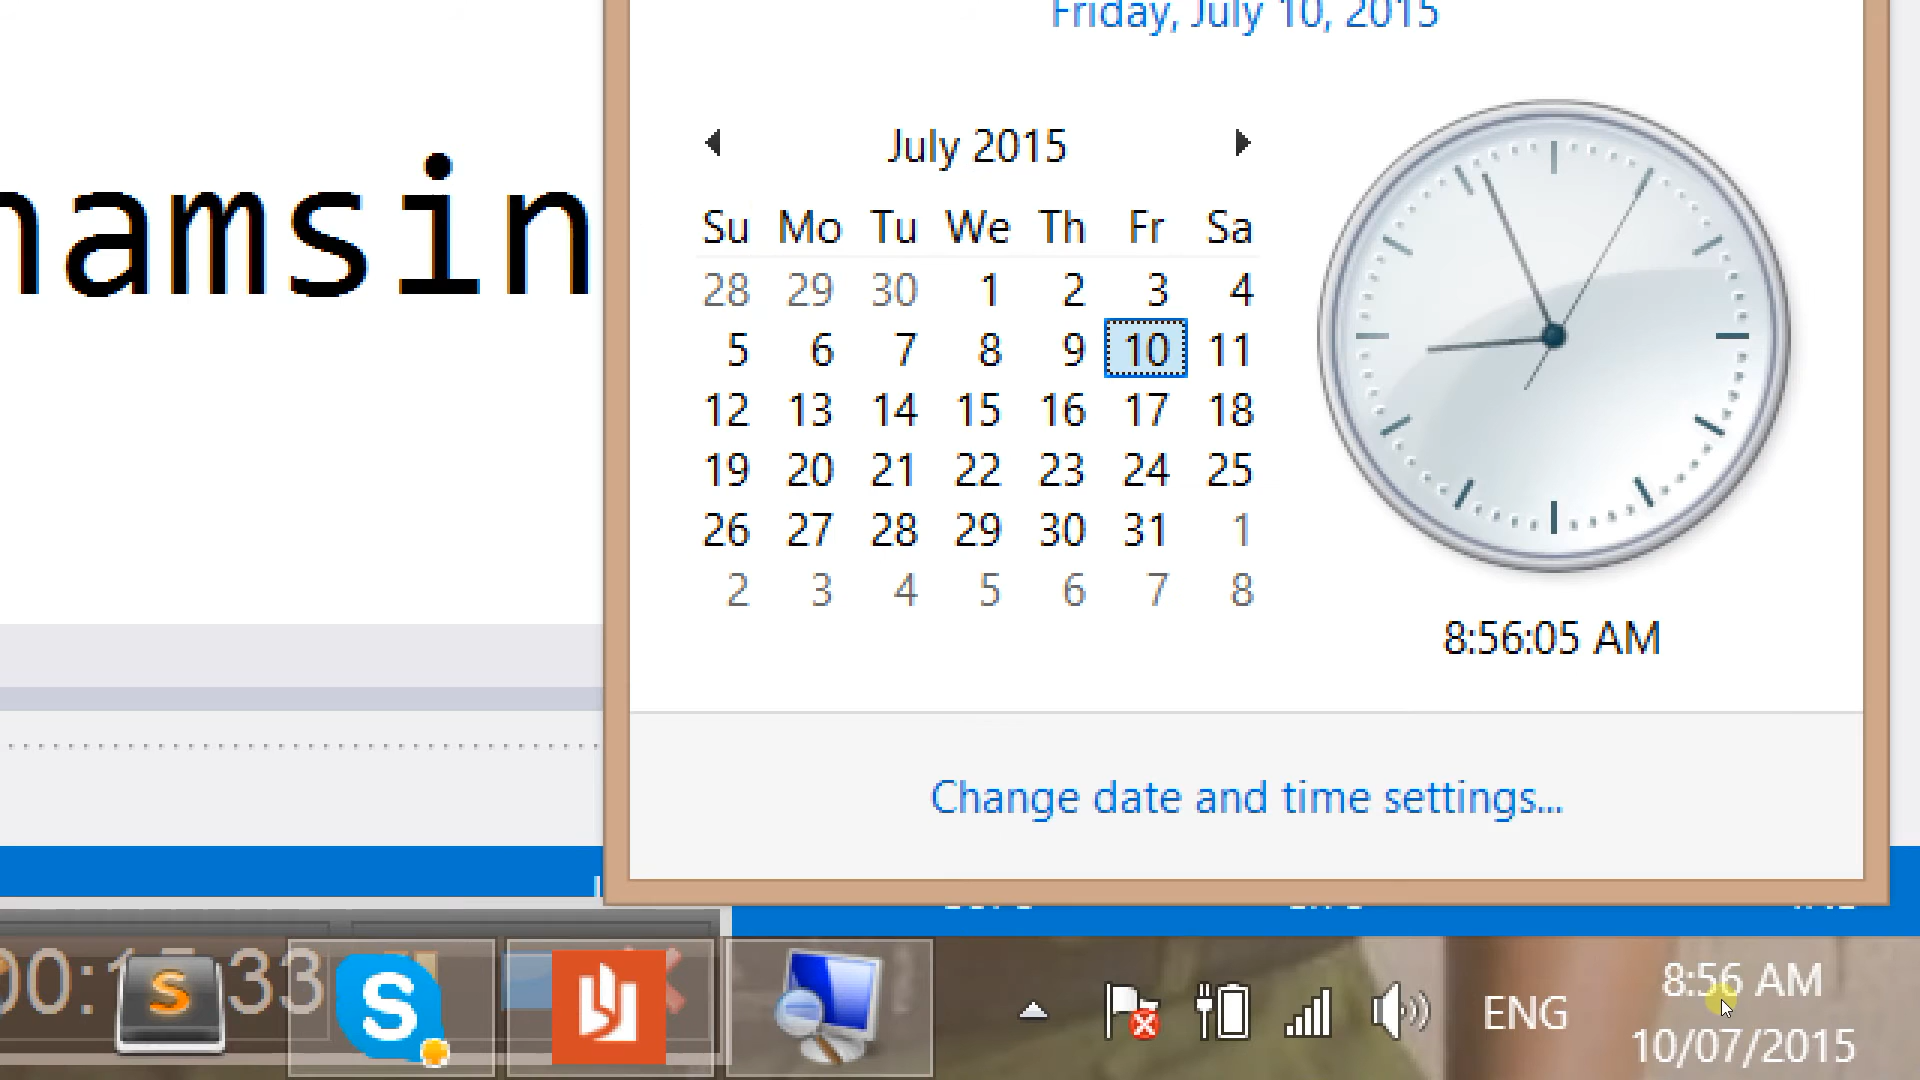 Friday, July 10, 2015
July 2015
Su Mo Tu We Th Fr Sa
28 29 30 1 2 3 4
5 6 7 8 9 10 11
12 13 14 15 16 17 18
19 20 21 22 23 24 25
26 27 28 29 30 31 1
2 3 4 5 6 7 8
8:56:05 AM
hamsin
Change date and time settings...
S
S
ENG
8:56 AM
10/07/2015